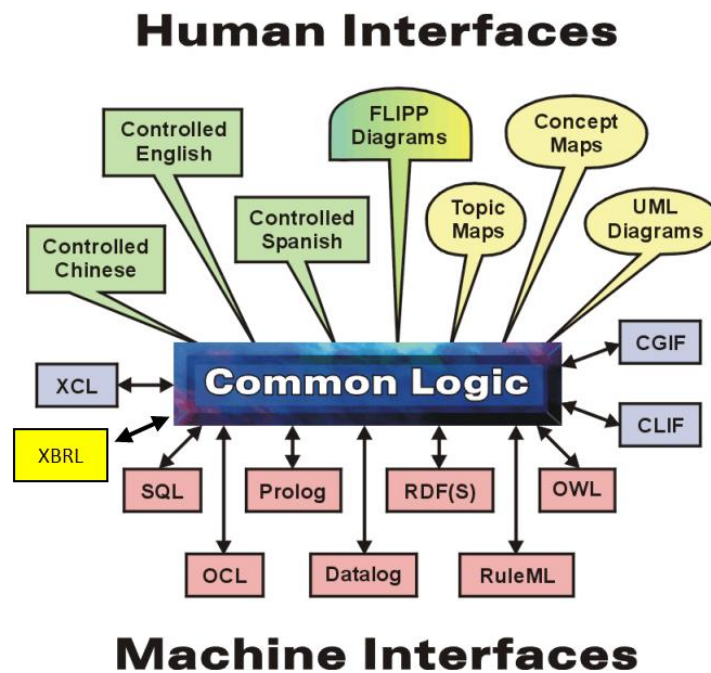 Human Interfaces
Controlled
English
FLIPP
Diagrams
Concept
Maps
Controlled
Chinese
Controlled
Spanish
Topic
Maps
UML
Diagrams
Common Logic
XCL
CGIF
XBRL
CLIF
SQL
Prolog
RDF(S)
OWL
OCL
Datalog
RuleML
Machine Interfaces